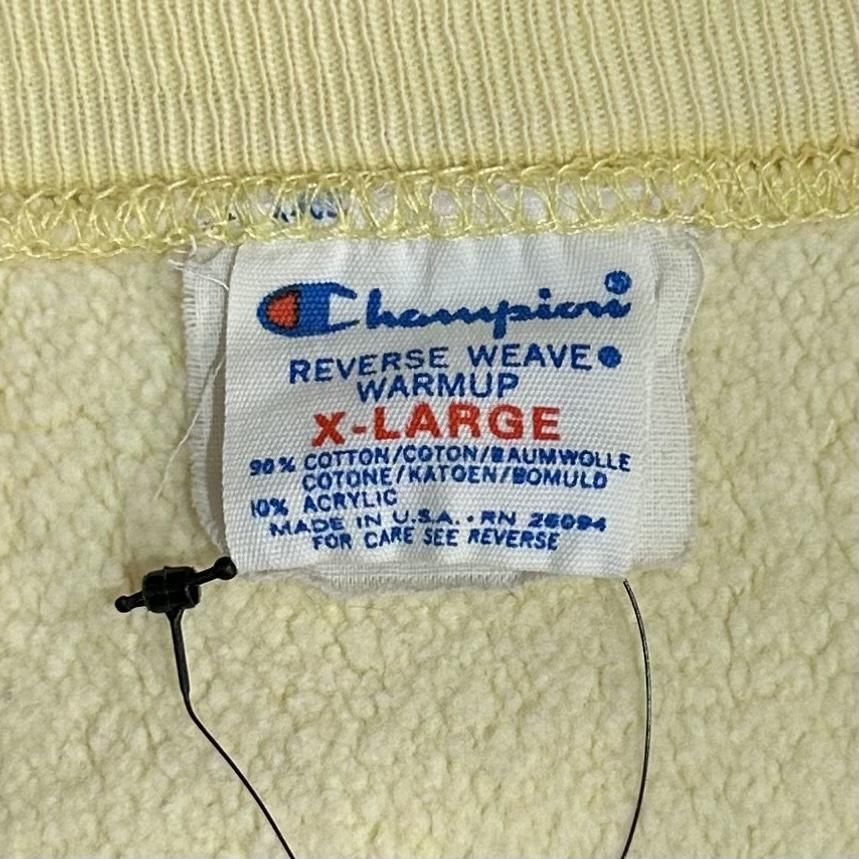 Champion®
REVERSE WEAVE●
WARMUP
X-LARGE
90% COTTON/COTON/BAUMWOLLE
COTONE/KATOEN/BOMULD
10% ACRYLIC
MADE IN U.S.A. • RN 26094
FOR CARE SEE REVERSE